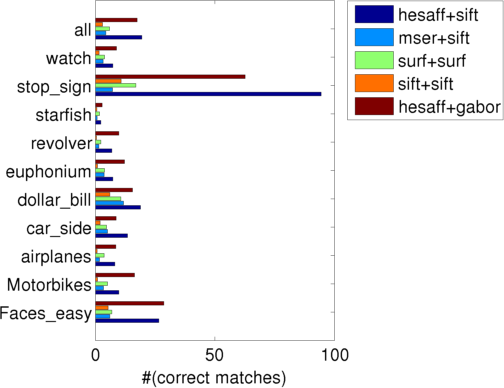 all
watch
stop_sign
starfish
revolver
euphonium
dollar_bill
car_side
airplanes
Motorbikes
Faces_easy
0 50 100
#(correct matches)
hesaff+sift
mser+sift
surf+surf
sift+sift
hesaff+gabor